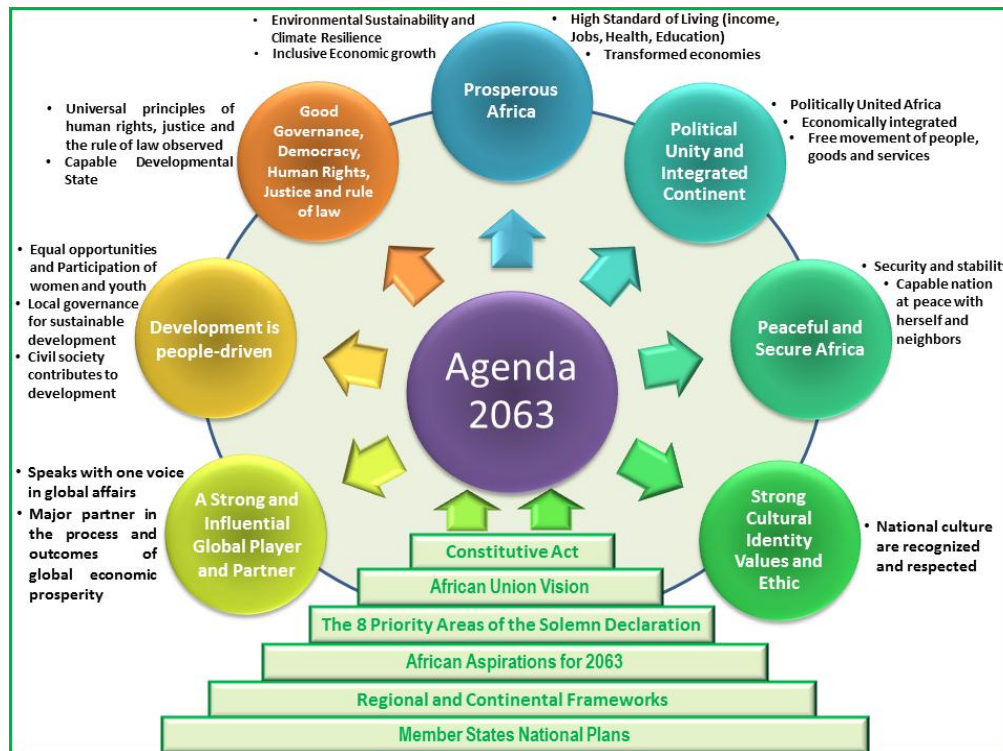 • Environmental Sustainability and
Climate Resilience
• Inclusive Economic growth
• High Standard of Living (income,
Jobs, Health, Education)
• Transformed economies
Prosperous
Africa
• Universal principles of
human rights, justice and
the rule of law observed
• Capable Developmental
State
Good
Governance,
Democracy,
Human Rights,
Justice and rule
of law
Political
Unity and
Integrated
Continent
• Politically United Africa
• Economically integrated
• Free movement of people,
goods and services
• Equal opportunities
and Participation of
women and youth
• Local governance
for sustainable
development
• Civil society
contributes to
development
Development is
people-driven
Agenda
2063
Peaceful and
Secure Africa
• Security and stabilit
• Capable nation
at peace with
herself and
neighbors
• Speaks with one voice
in global affairs
• Major partner in
the process and
outcomes of
global economic
prosperity
A Strong and
Influential
Global Player
and Partner
Strong
Cultural
Identity
Values and
Ethic
• National culture
are recognized
and respected
Constitutive Act
African Union Vision
The 8 Priority Areas of the Solemn Declaration
African Aspirations for 2063
Regional and Continental Frameworks
Member States National Plans